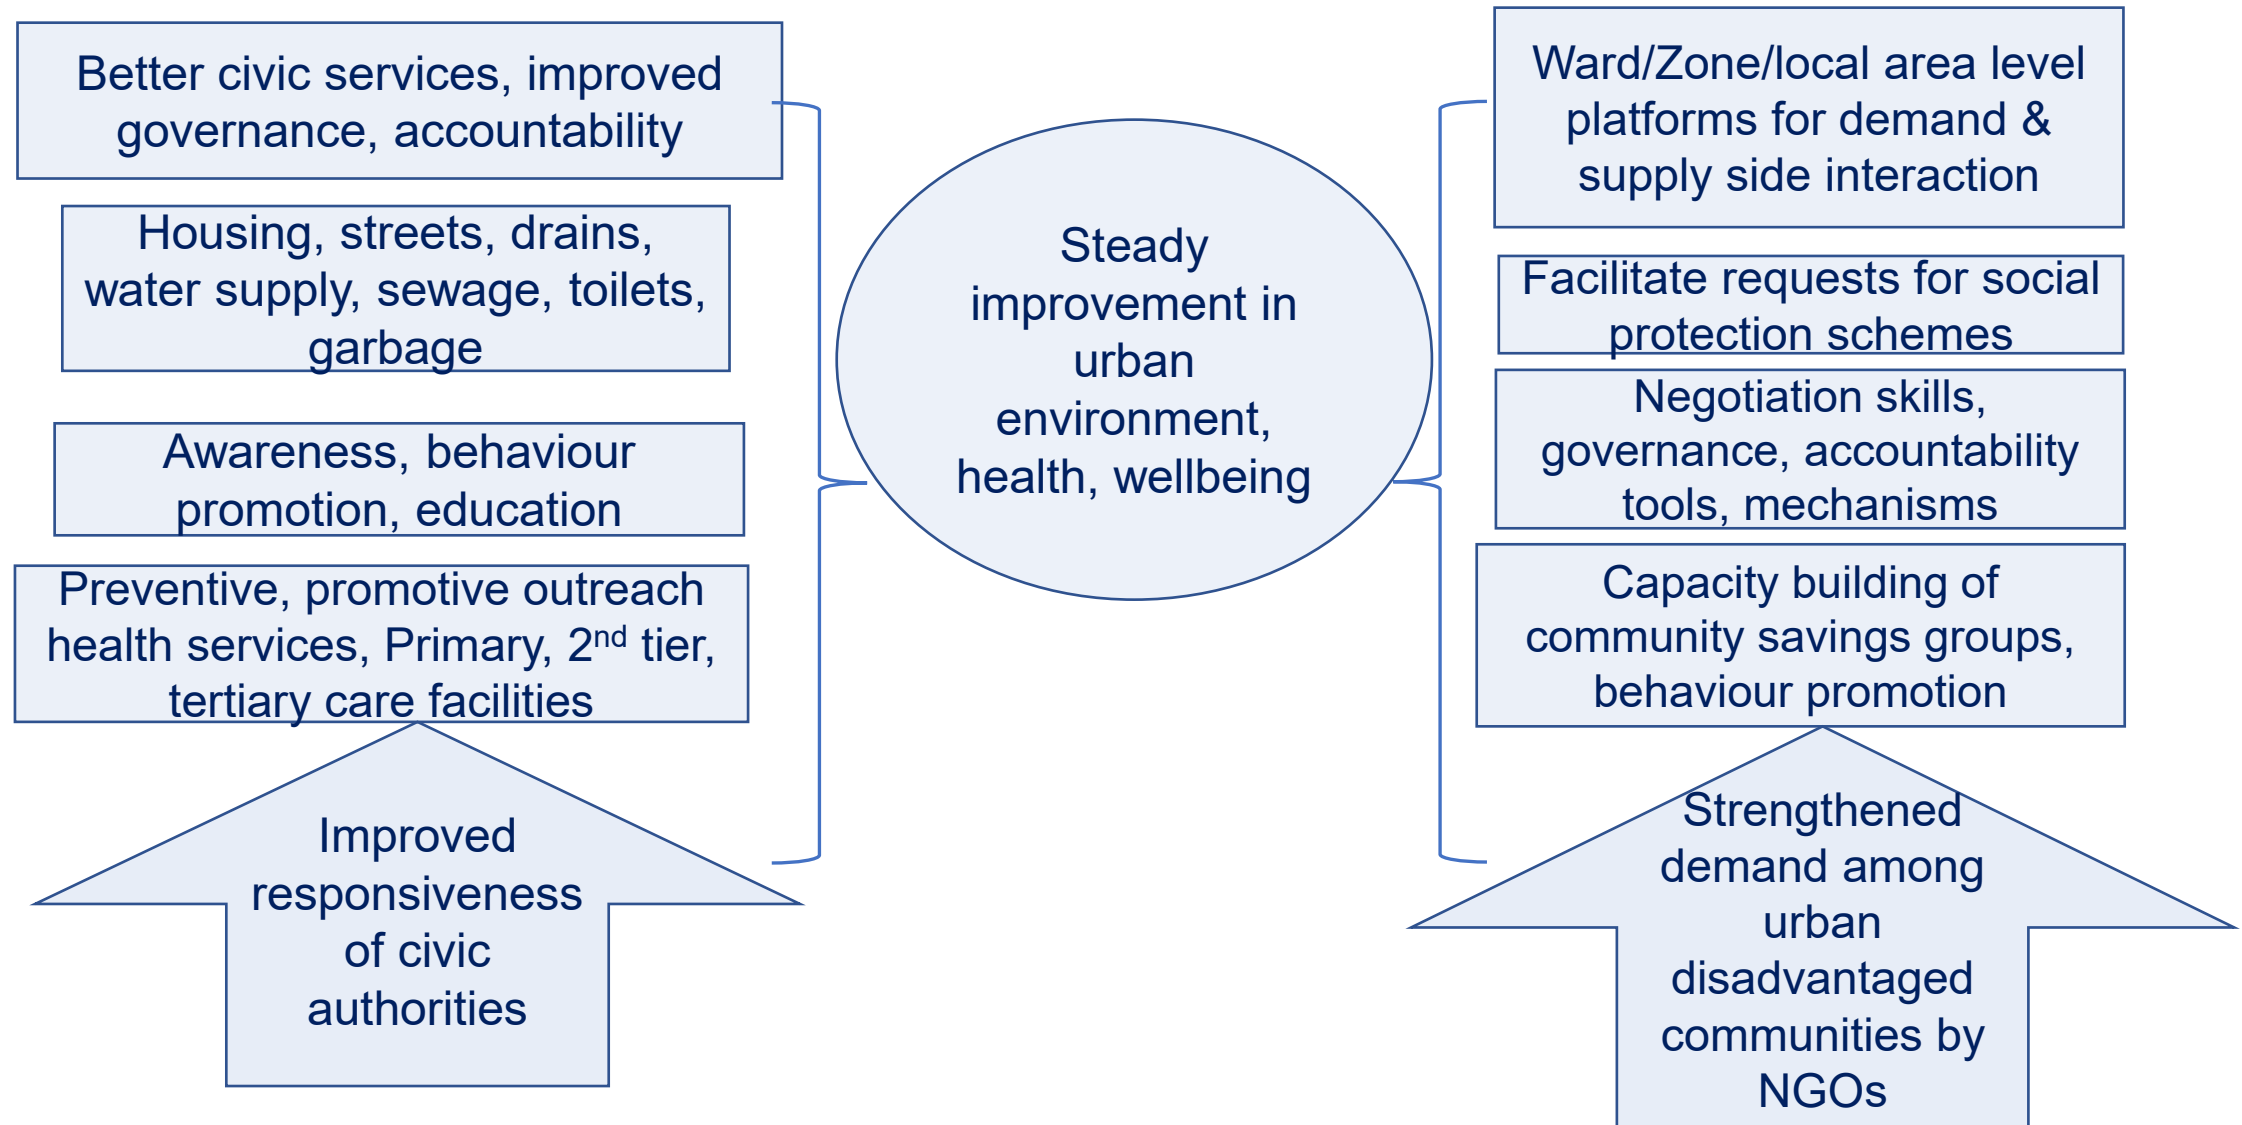 Better civic services, improved
governance, accountability
Housing, streets, drains,
water supply, sewage, toilets,
garbage
Awareness, behaviour
promotion, education
Preventive, promotive outreach
health services, Primary, 2nd tier,
tertiary care facilities
Improved
responsiveness
of civic
authorities
Steady
improvement in
urban
environment,
health, wellbeing
Ward/Zone/local area level
platforms for demand &
supply side interaction
Facilitate requests for social
protection schemes
Negotiation skills,
governance, accountability
tools, mechanisms
Capacity building of
community savings groups,
behaviour promotion
Strengthened
demand among
urban
disadvantaged
communities by
NGOs